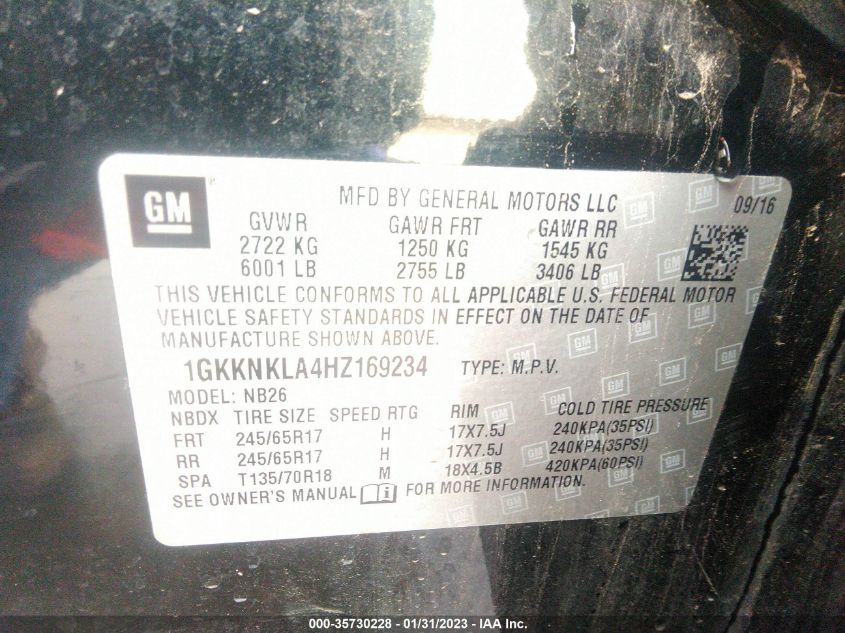 GM
MFD BY GENERAL MOTORS LLC 09/16
GVWR GAWR FRT GAWR RR
2722 KG 1250 KG 1545 KG
6001 LB 2755 LB 3406 LB
THIS VEHICLE CONFORMS TO ALL APPLICABLE U.S. FEDERAL MOTOR
VEHICLE SAFETY STANDARDS IN EFFECT ON THE DATE OF
MANUFACTURE SHOWN ABOVE.
1GKKNKLA4HZ169234 TYPE: M.P.V.
MODEL: NB26
NBDX TIRE SIZE SPEED RTG RIM COLD TIRE PRESSURE
FRT 245/65R17 H 17X7.5J 240KPA(35PSI)
RR 245/65R17 H 17X7.5J 240KPA(35PSI)
SPA T135/70R18 M 18X4.5B 420KPA(60PSI)
SEE OWNER'S MANUAL FOR MORE INFORMATION.
000-35730228 - 01/31/2023 - IAA Inc.